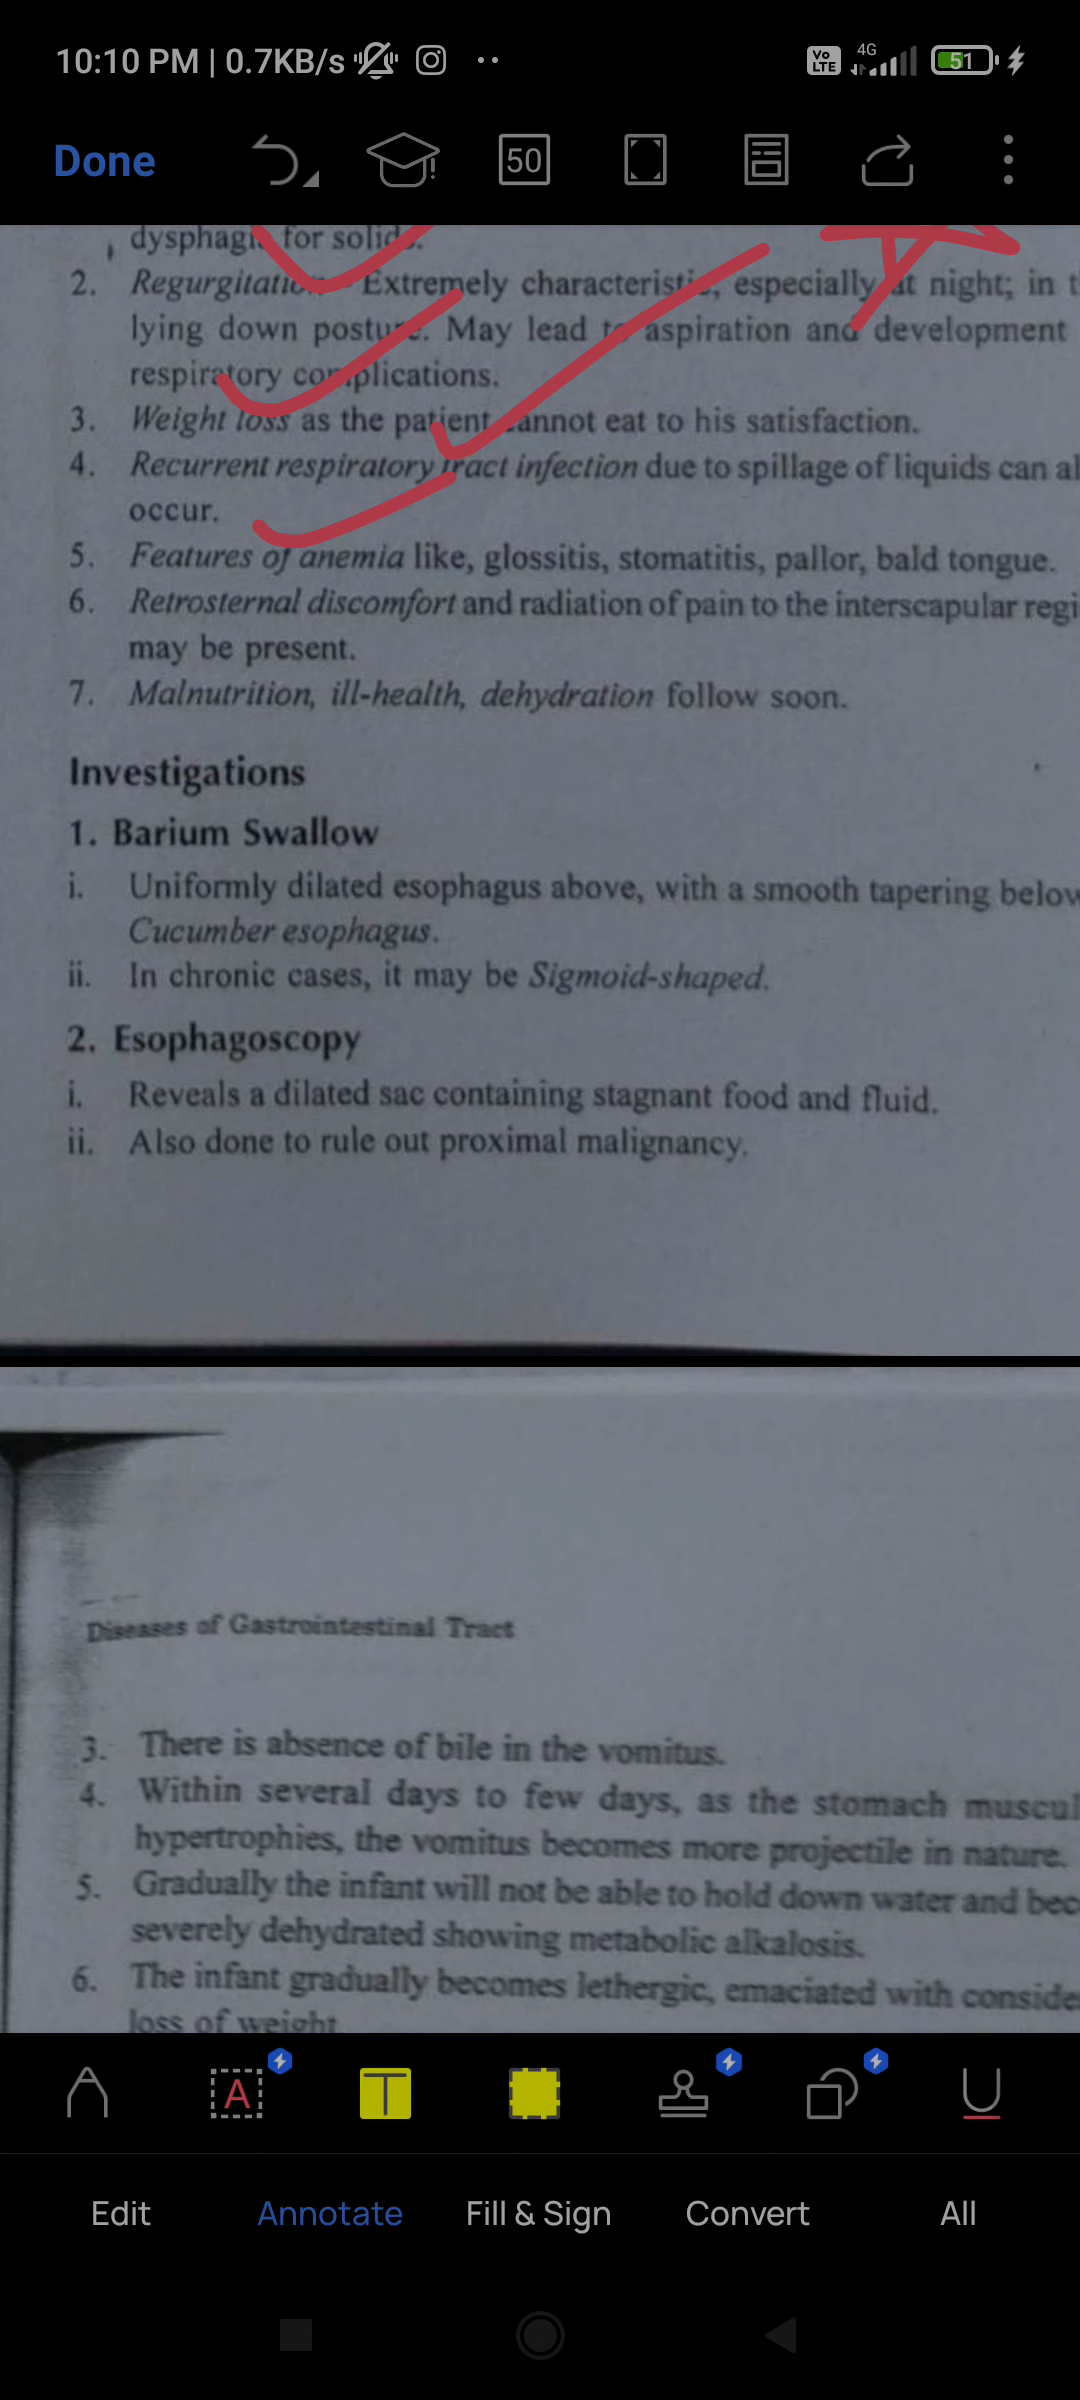 10:10 PM | 0.7KB/s
Vo LTE 4G 51
Done 50
dysphagia for solids.
2. Regurgitation Extremely characteristic, especially at night; in t
lying down posture. May lead to aspiration and development
respiratory complications.
3. Weight loss as the patient cannot eat to his satisfaction.
4. Recurrent respiratory tract infection due to spillage of liquids can al
occur.
5. Features of anemia like, glossitis, stomatitis, pallor, bald tongue.
6. Retrosternal discomfort and radiation of pain to the interscapular regi
may be present.
7. Malnutrition, ill-health, dehydration follow soon.
Investigations
1. Barium Swallow
i. Uniformly dilated esophagus above, with a smooth tapering below
Cucumber esophagus.
ii. In chronic cases, it may be Sigmoid-shaped.
2. Esophagoscopy
i. Reveals a dilated sac containing stagnant food and fluid.
ii. Also done to rule out proximal malignancy.
Diseases of Gastrointestinal Tract
3. There is absence of bile in the vomitus.
4. Within several days to few days, as the stomach muscul
hypertrophies, the vomitus becomes more projectile in nature.
5. Gradually the infant will not be able to hold down water and bec
severely dehydrated showing metabolic alkalosis.
6. The infant gradually becomes lethergic, emaciated with conside
loss of weight
Edit Annotate Fill & Sign Convert All